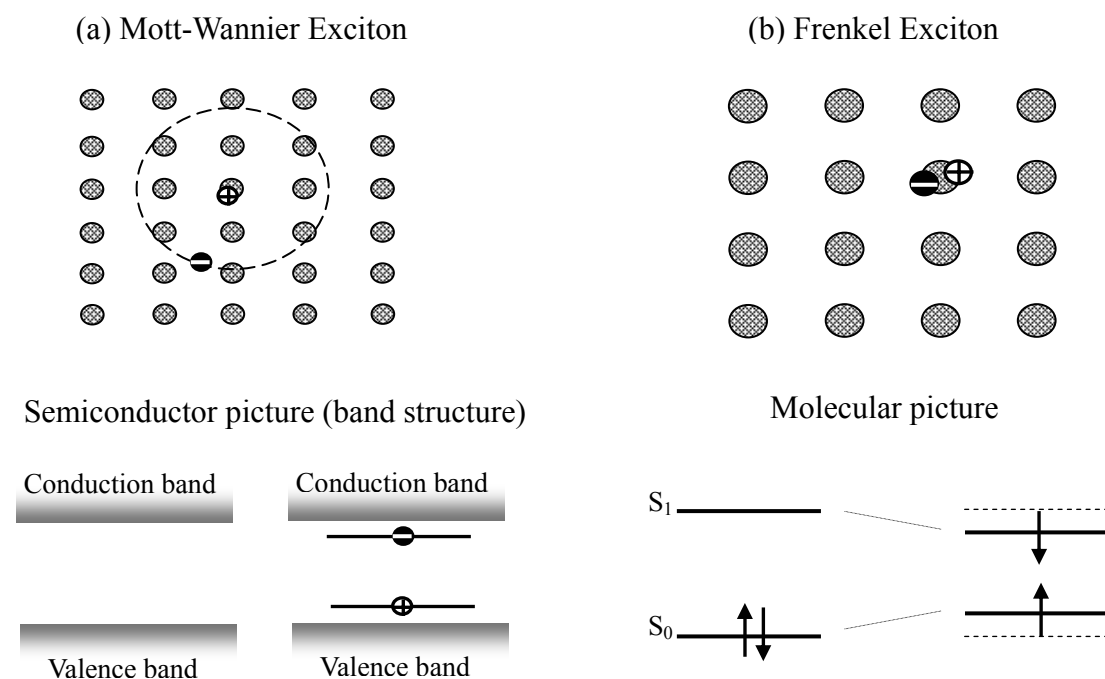 (a) Mott-Wannier Exciton
(b) Frenkel Exciton
Semiconductor picture (band structure)
Molecular picture
Conduction band
Conduction band
Valence band
Valence band
S₁
S₀